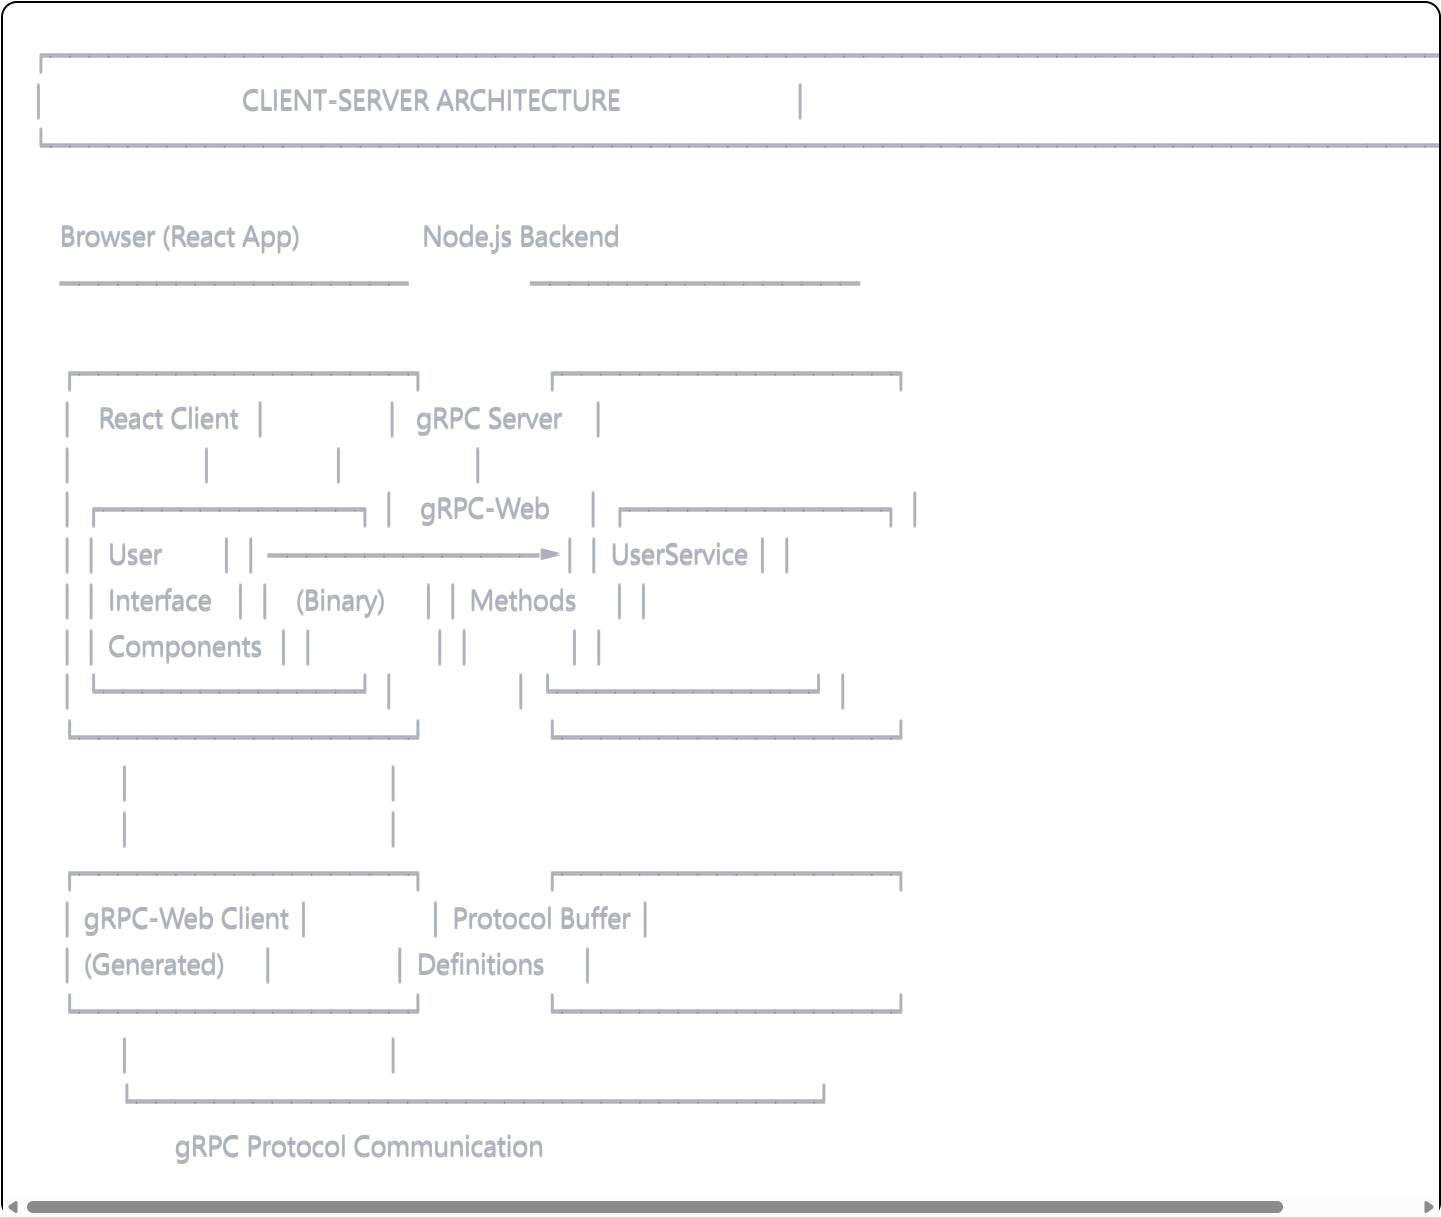 CLIENT-SERVER ARCHITECTURE
Browser (React App) Node.js Backend
React Client gRPC Server
gRPC-Web
User UserService
Interface (Binary) Methods
Components
gRPC-Web Client Protocol Buffer
(Generated) Definitions
gRPC Protocol Communication